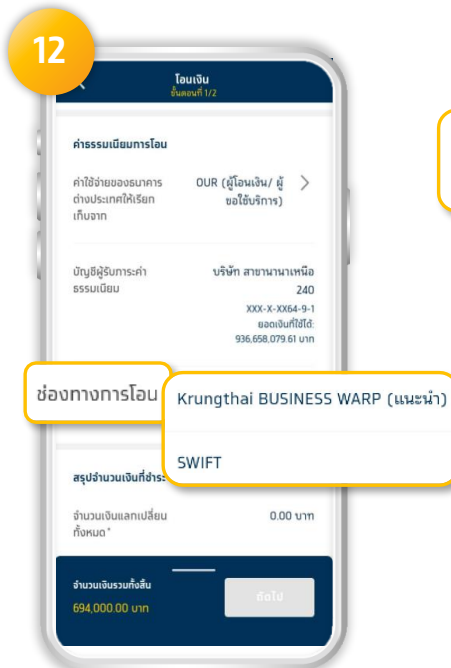 12
โอนเงิน
ขั้นตอนที่ 1/2
ค่าธรรมเนียมการโอน
ค่าใช้จ่ายของธนาคาร
ต่างประเทศให้เรียก
เก็บจาก
OUR (ผู้โอนเงิน/ ผู้
ขอใช้บริการ)
บัญชีผู้รับภาระค่า
ธรรมเนียม
บริษัท สายานานาเหนือ
240
XXX-X-XX64-9-1
ยอดเงินที่ใช้ได้:
936,658,079.61 บาท
ช่องทางการโอน
Krungthai BUSINESS WARP (แนะนำ)
SWIFT
สรุปจำนวนเงินที่ชำระ
จำนวนเงินแลกเปลี่ยน
ทั้งหมด*
0.00 บาท
จำนวนเงินรวมทั้งสิ้น
694,000.00 บาท
ถัดไป